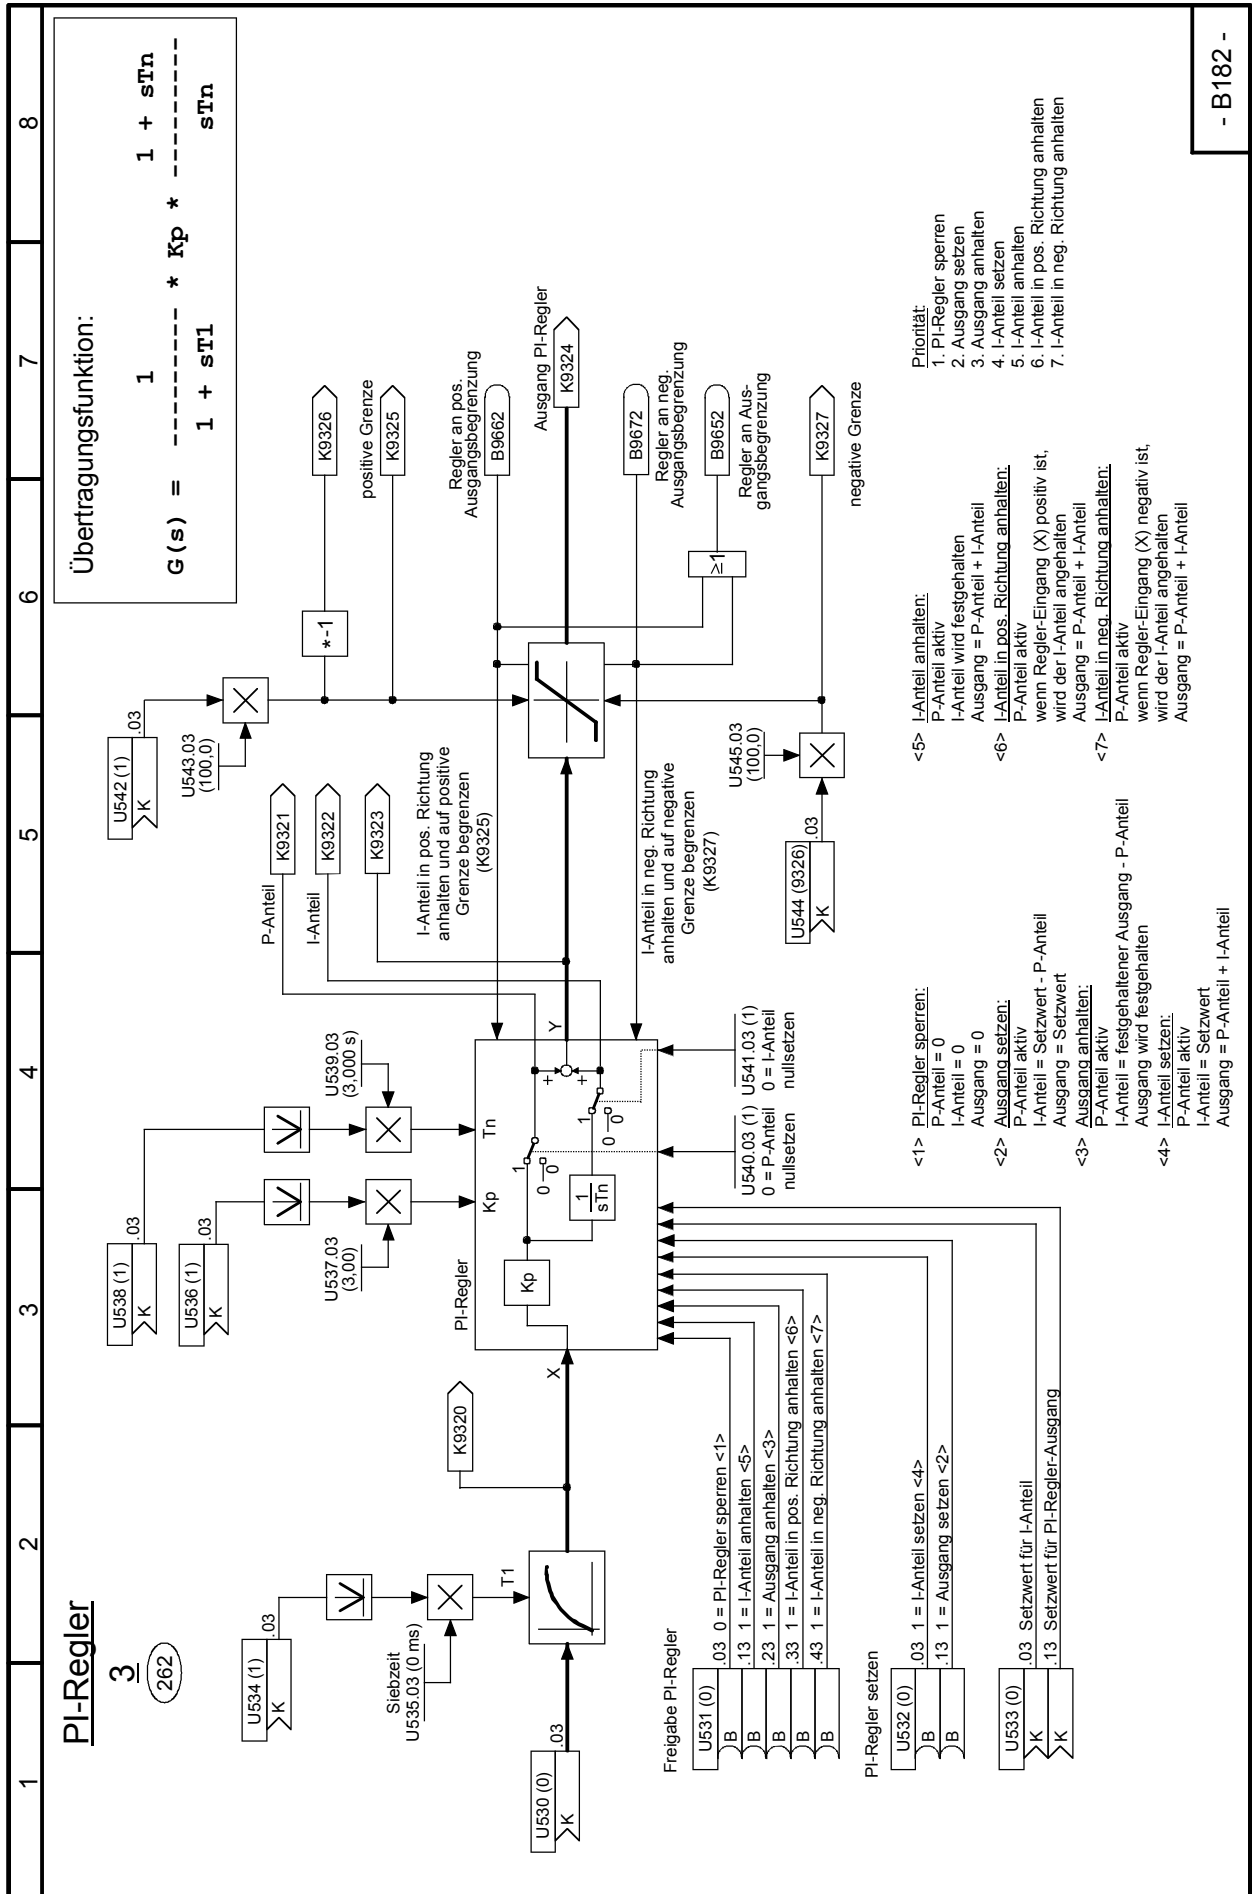 1 2 3 4 5 6 7 8
PI-Regler
3
262
Übertragungsfunktion:
1 1 + sTn
G(s) = -------- * Kp * ---------
1 + sT1 sTn
U534 (1)
K
.03
Siebzeit
U535.03 (0 ms)
T1
U530 (0)
K
.03
K9320
X
U538 (1)
K
.03
U536 (1)
K
.03
U537.03
(3,00)
U539.03
(3,000 s)
PI-Regler
Kp
Tn
Kp
1
sTn
1
0
0
1
0
0
+
+
Y
P-Anteil
K9321
I-Anteil
K9322
K9323
I-Anteil in pos. Richtung
anhalten und auf positive
Grenze begrenzen
(K9325)
I-Anteil in neg. Richtung
anhalten und auf negative
Grenze begrenzen
(K9327)
U540.03 (1)
0 = P-Anteil
nullsetzen
U541.03 (1)
0 = I-Anteil
nullsetzen
U542 (1)
K
.03
U543.03
(100,0)
*-1
K9326
positive Grenze
K9325
Regler an pos.
Ausgangsbegrenzung
B9662
Ausgang PI-Regler
K9324
B9672
Regler an neg.
Ausgangsbegrenzung
≥1
B9652
Regler an Aus-
gangsbegrenzung
K9327
negative Grenze
U545.03
(100,0)
U544 (9326)
K
.03
Freigabe PI-Regler
U531 (0)
B .03 0 = PI-Regler sperren <1>
B .13 1 = I-Anteil anhalten <5>
B .23 1 = Ausgang anhalten <3>
B .33 1 = I-Anteil in pos. Richtung anhalten <6>
B .43 1 = I-Anteil in neg. Richtung anhalten <7>
PI-Regler setzen
U532 (0)
B .03 1 = I-Anteil setzen <4>
B .13 1 = Ausgang setzen <2>
U533 (0)
K .03 Setzwert für I-Anteil
K .13 Setzwert für PI-Regler-Ausgang
<1> PI-Regler sperren:
P-Anteil = 0
I-Anteil = 0
Ausgang = 0
<2> Ausgang setzen:
P-Anteil aktiv
I-Anteil = Setzwert - P-Anteil
Ausgang = Setzwert
<3> Ausgang anhalten:
P-Anteil aktiv
I-Anteil = festgehaltener Ausgang - P-Anteil
Ausgang wird festgehalten
<4> I-Anteil setzen:
P-Anteil aktiv
I-Anteil = Setzwert
Ausgang = P-Anteil + I-Anteil
<5> I-Anteil anhalten:
P-Anteil aktiv
I-Anteil wird festgehalten
Ausgang = P-Anteil + I-Anteil
<6> I-Anteil in pos. Richtung anhalten:
P-Anteil aktiv
wenn Regler-Eingang (X) positiv ist,
wird der I-Anteil angehalten
Ausgang = P-Anteil + I-Anteil
<7> I-Anteil in neg. Richtung anhalten:
P-Anteil aktiv
wenn Regler-Eingang (X) negativ ist,
wird der I-Anteil angehalten
Ausgang = P-Anteil + I-Anteil
Priorität:
1. PI-Regler sperren
2. Ausgang setzen
3. Ausgang anhalten
4. I-Anteil setzen
5. I-Anteil anhalten
6. I-Anteil in pos. Richtung anhalten
7. I-Anteil in neg. Richtung anhalten
- B182 -